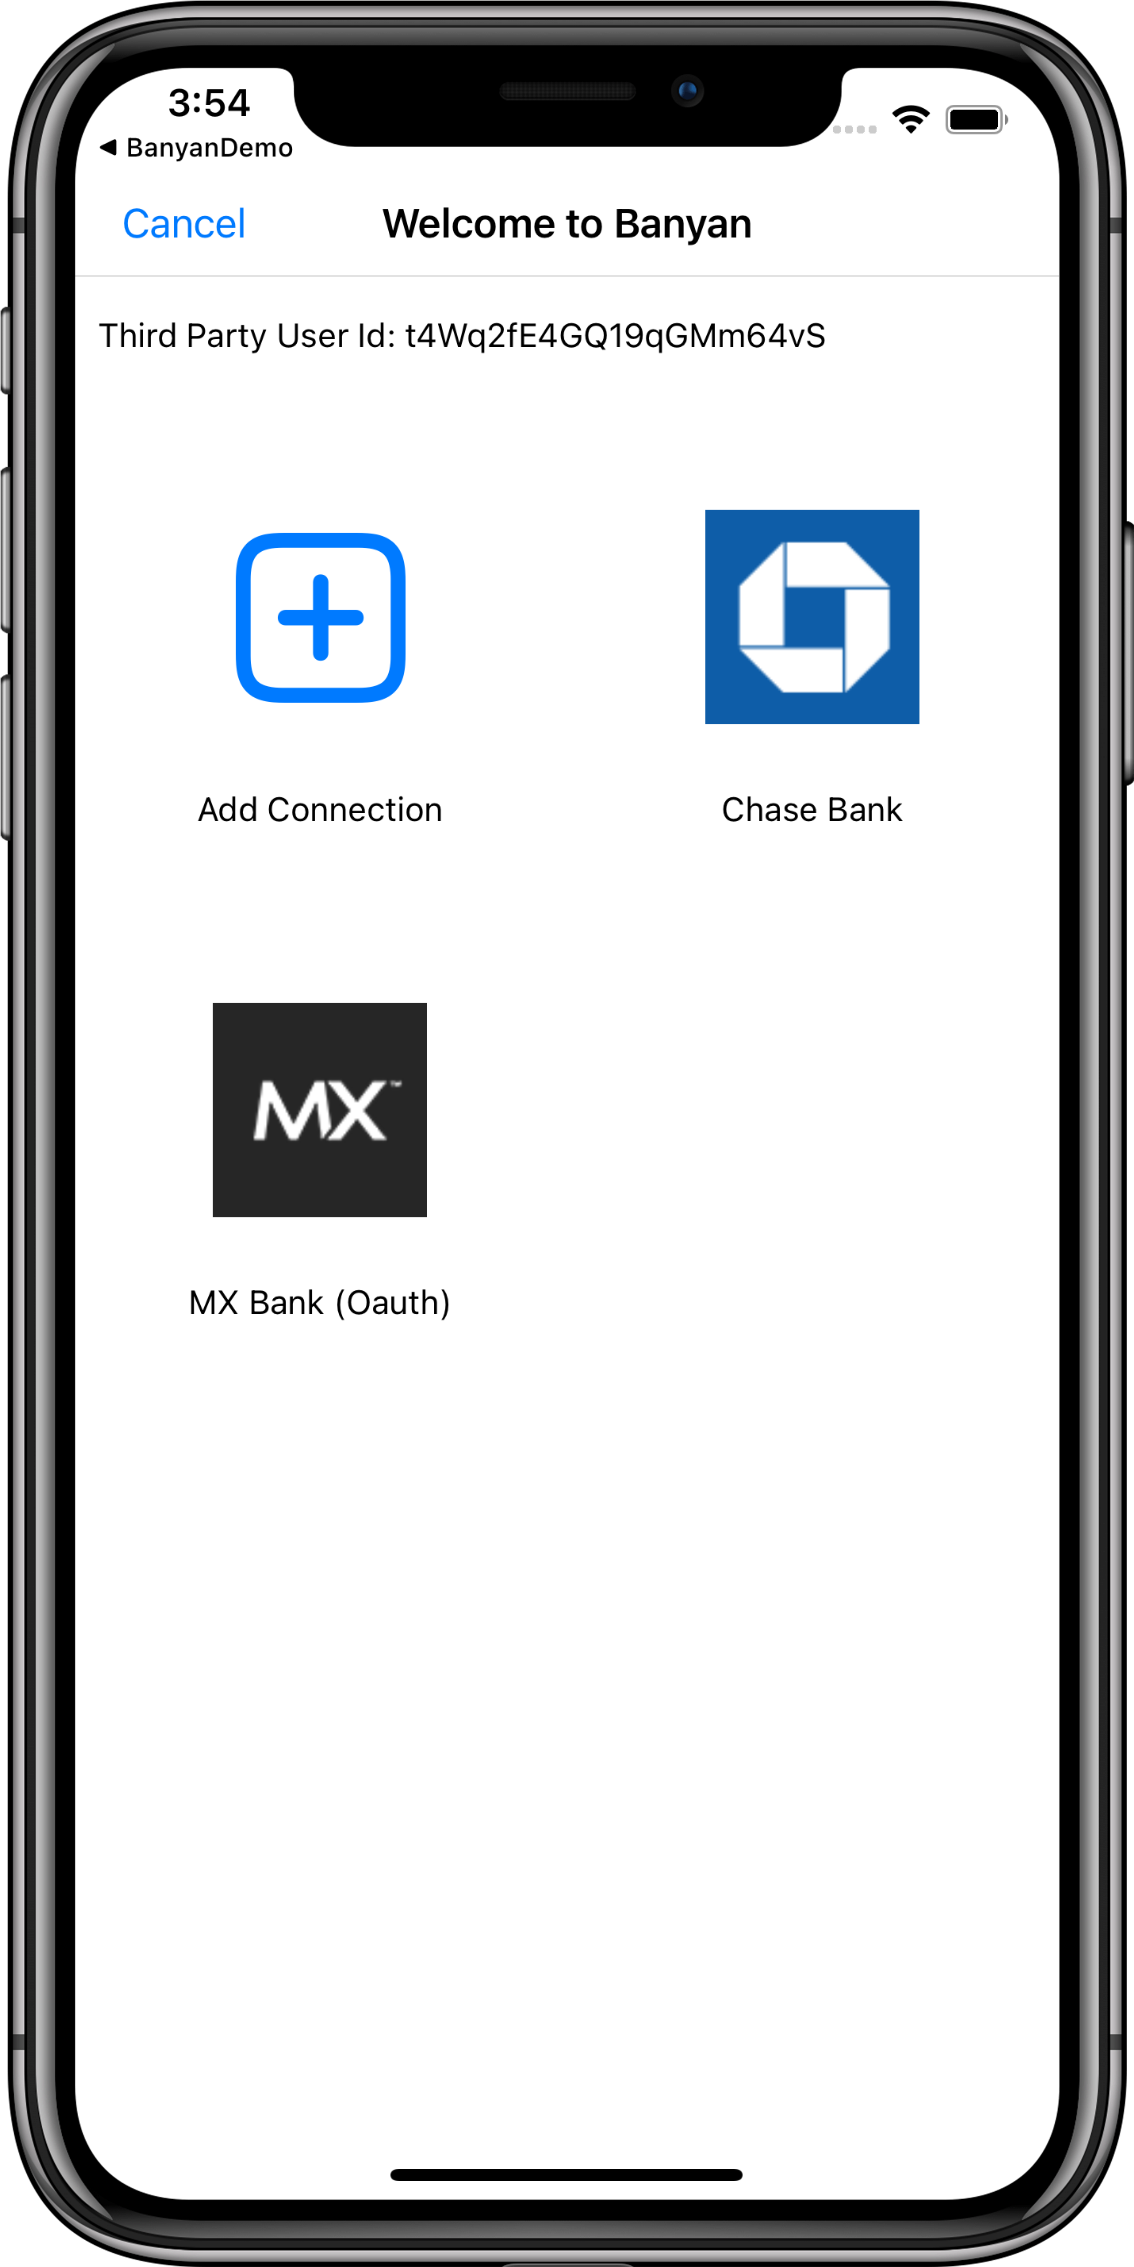 3:54
◀ BanyanDemo
Cancel
Welcome to Banyan
Third Party User Id: t4Wq2fE4GQ19qGMm64vS
Add Connection
Chase Bank
MX™
MX Bank (Oauth)